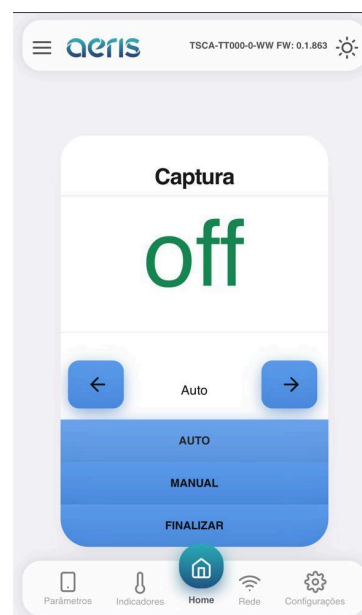 aeris TSCA-TT000-0-WW FW: 0.1.863
Captura
off
Auto
AUTO
MANUAL
FINALIZAR
Parâmetros Indicadores Home Rede Configurações